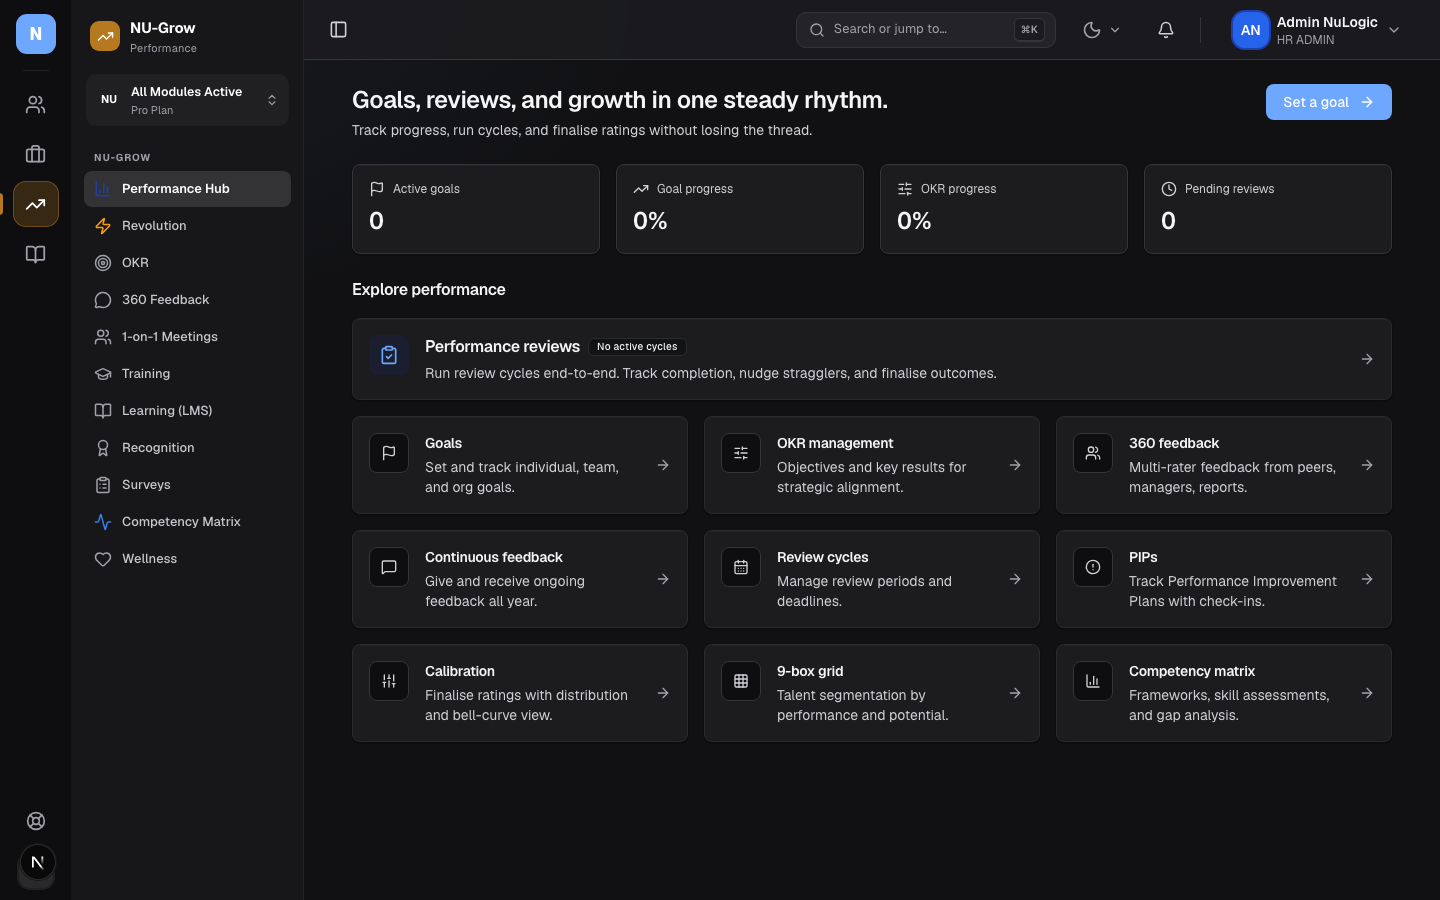 N
NU-Grow
Performance
NU
All Modules Active
Pro Plan
NU-GROW
Performance Hub
Revolution
OKR
360 Feedback
1-on-1 Meetings
Training
Learning (LMS)
Recognition
Surveys
Competency Matrix
Wellness
N
Search or jump to...
⌘K
AN
Admin NuLogic
HR ADMIN
Goals, reviews, and growth in one steady rhythm.
Track progress, run cycles, and finalise ratings without losing the thread.
Set a goal
Active goals
0
Goal progress
0%
OKR progress
0%
Pending reviews
0
Explore performance
Performance reviews
No active cycles
Run review cycles end-to-end. Track completion, nudge stragglers, and finalise outcomes.
Goals
Set and track individual, team,
and org goals.
OKR management
Objectives and key results for
strategic alignment.
360 feedback
Multi-rater feedback from peers,
managers, reports.
Continuous feedback
Give and receive ongoing
feedback all year.
Review cycles
Manage review periods and
deadlines.
PIPs
Track Performance Improvement
Plans with check-ins.
Calibration
Finalise ratings with distribution
and bell-curve view.
9-box grid
Talent segmentation by
performance and potential.
Competency matrix
Frameworks, skill assessments,
and gap analysis.